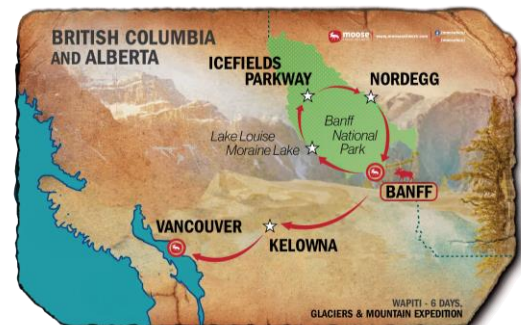 BRITISH COLUMBIA
AND ALBERTA
moose
ICEFIELDS
PARKWAY
NORDEGG
Lake Louise
Moraine Lake
Banff
National
Park
BANFF
VANCOUVER
KELOWNA
WAPITI - 6 DAYS,
GLACIERS & MOUNTAIN EXPEDITION